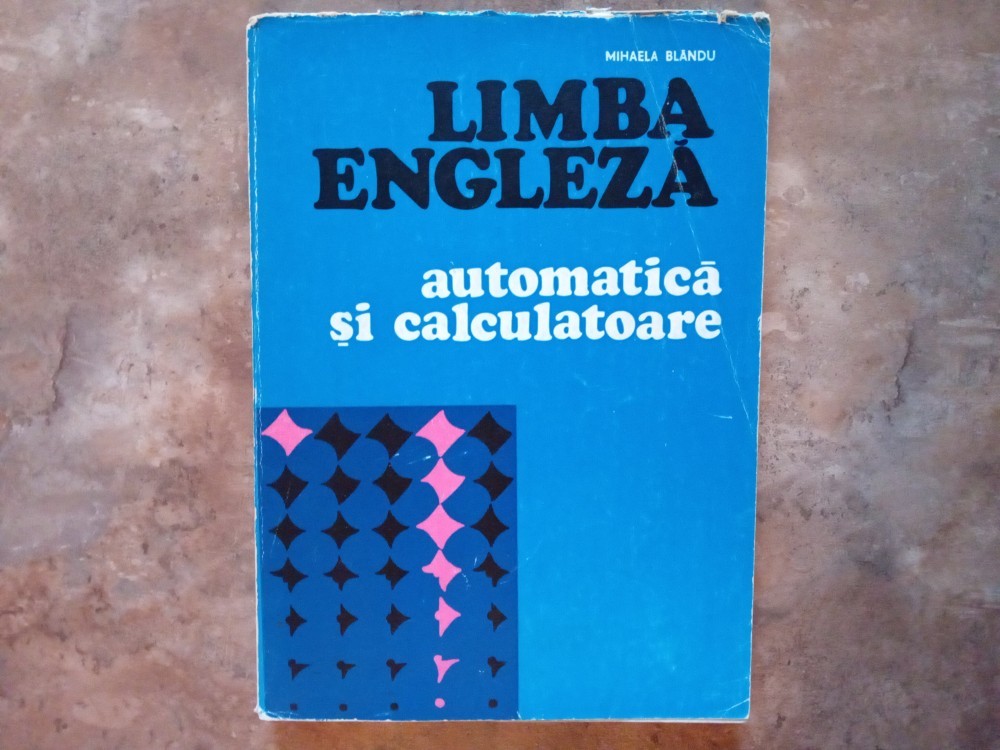 MIHAELA BLÂNDU
LIMBA
ENGLEZĂ
automatică
și calculatoare